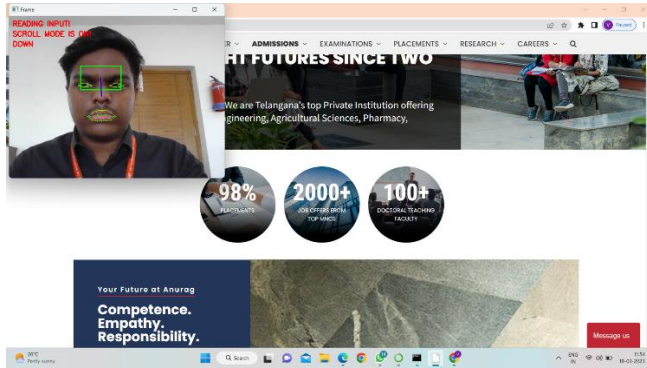 Frame
READING INPUT!
SCROLL MODE IS ON!
DOWN
Paused
ADMISSIONS
EXAMINATIONS
PLACEMENTS
RESEARCH
CAREERS
HT FUTURES SINCE TWO
We are Telangana's top Private Institution offering
gineering, Agricultural Sciences, Pharmacy,
98%
PLACEMENTS
2000+
JOB OFFERS FROM
TOP MNCS
100+
DOCTORAL TEACHING
FACULTY
Your Future at Anurag
Competence.
Empathy.
Responsibility.
Message us
Partly sunny
Search
ENG
IN